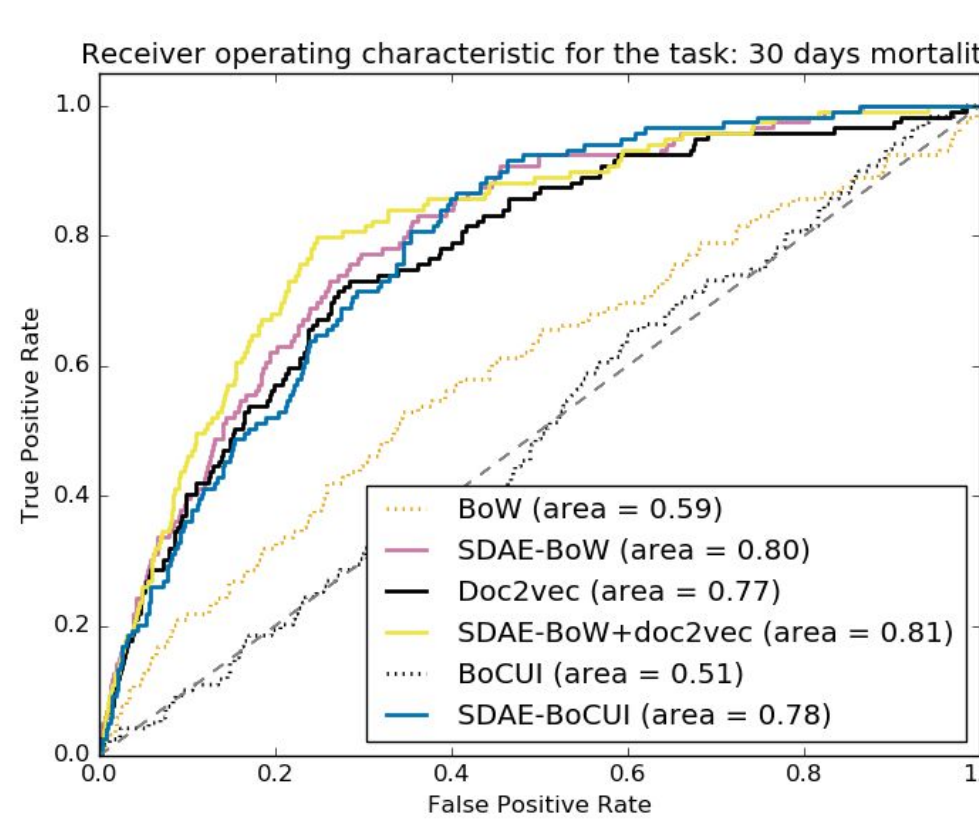 Receiver operating characteristic for the task: 30 days mortalit
1.0
0.8
0.6
0.4
0.2
0.0
True Positive Rate
BoW (area = 0.59)
SDAE-BoW (area = 0.80)
Doc2vec (area = 0.77)
SDAE-BoW+doc2vec (area = 0.81)
BoCUI (area = 0.51)
SDAE-BoCUI (area = 0.78)
0.0 0.2 0.4 0.6 0.8 1.
False Positive Rate